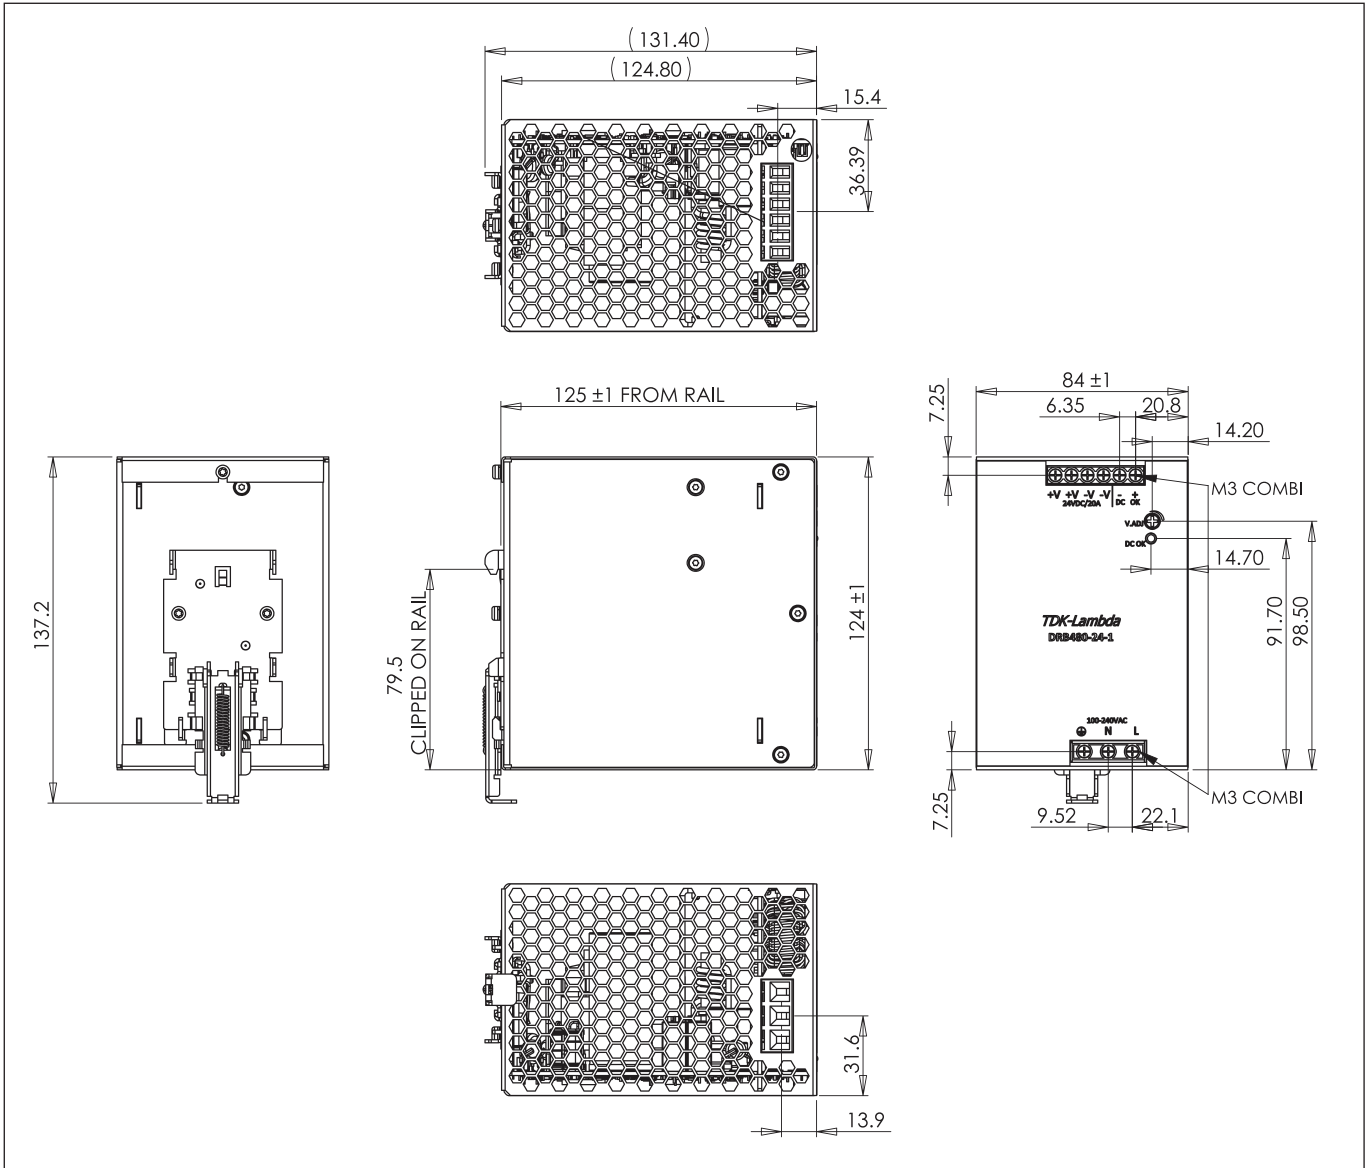 (131.40)
(124.80)
15.4
36.39
125 ±1 FROM RAIL
84 ±1
7.25
6.35
20.8
14.20
M3 COMBI
+V +V -V -V - +
24VDC/20A DC OK
V.ADJ
DC OK
14.70
137.2
79.5
CLIPPED ON RAIL
124 ±1
TDK-Lambda
DRB480-24-1
91.70
98.50
100-240VAC
N L
M3 COMBI
7.25
9.52
22.1
31.6
13.9